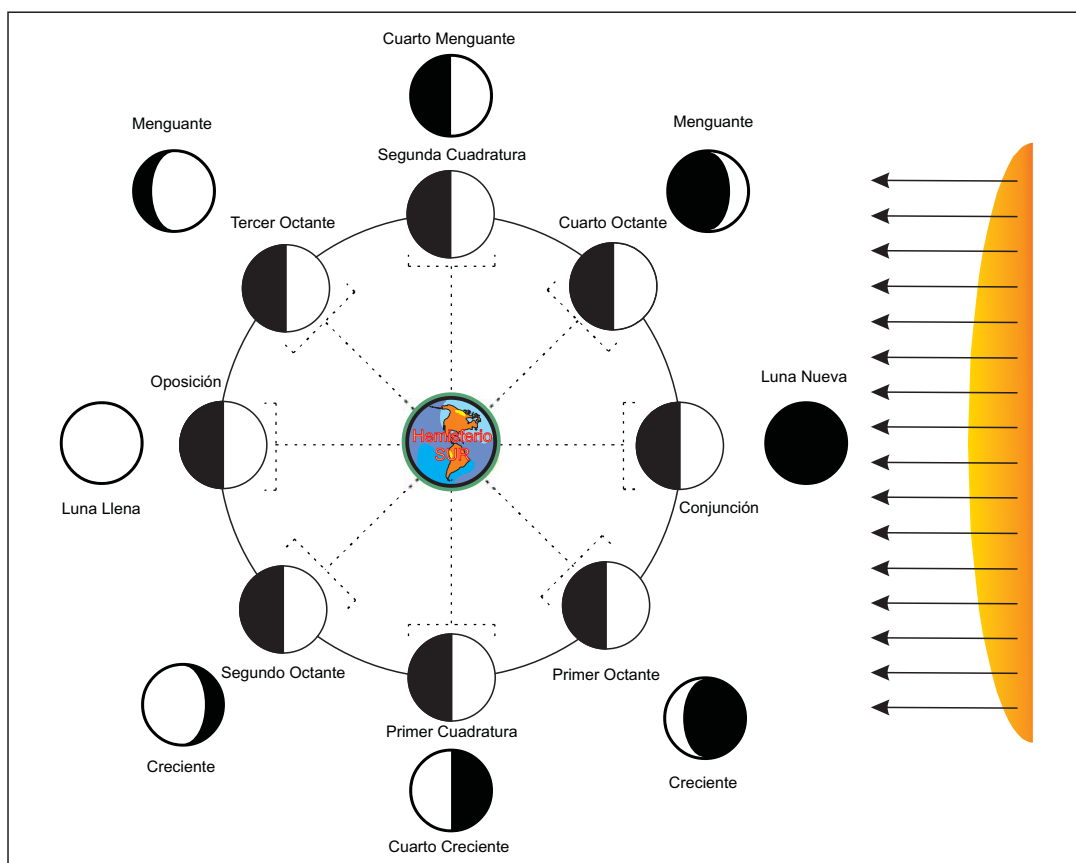 Cuarto Menguante
Menguante
Menguante
Segunda Cuadratura
Tercer Octante
Cuarto Octante
Oposición
Luna Nueva
Hemisferio
SUR
Luna Llena
Conjunción
Segundo Octante
Primer Octante
Primer Cuadratura
Creciente
Creciente
Cuarto Creciente